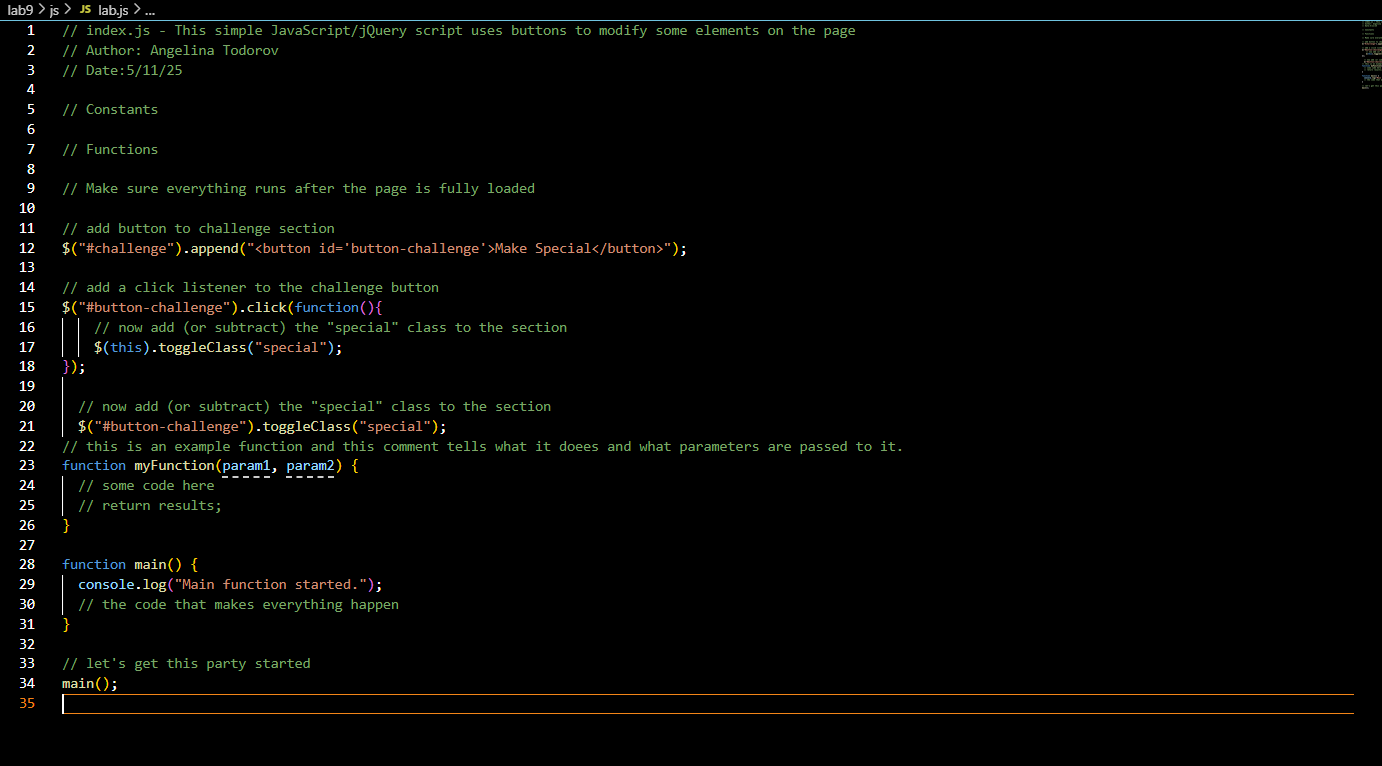 lab9 > js > JS lab.js > ...
1 // index.js - This simple JavaScript/jQuery script uses buttons to modify some elements on the page
2 // Author: Angelina Todorov
3 // Date:5/11/25
4
5 // Constants
6
7 // Functions
8
9 // Make sure everything runs after the page is fully loaded
10
11 // add button to challenge section
12 $("#challenge").append("<button id='button-challenge'>Make Special</button>");
13
14 // add a click listener to the challenge button
15 $("#button-challenge").click(function(){
16     // now add (or subtract) the "special" class to the section
17     $(this).toggleClass("special");
18 });
19
20   // now add (or subtract) the "special" class to the section
21   $("#button-challenge").toggleClass("special");
22 // this is an example function and this comment tells what it doees and what parameters are passed to it.
23 function myFunction(param1, param2) {
24   // some code here
25   // return results;
26 }
27
28 function main() {
29   console.log("Main function started.");
30   // the code that makes everything happen
31 }
32
33 // let's get this party started
34 main();
35